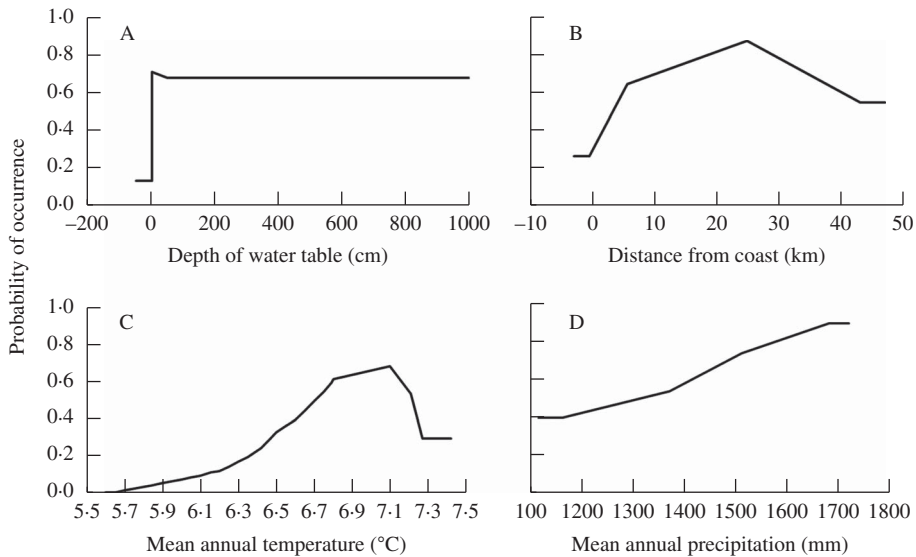 Probability of occurrence
A
1·0
0·8
0·6
0·4
0·2
0·0
−200 0 200 400 600 800 1000
Depth of water table (cm)
B
−10 0 10 20 30 40 50
Distance from coast (km)
C
1·0
0·8
0·6
0·4
0·2
0·0
5·5 5·7 5·9 6·1 6·3 6·5 6·7 6·9 7·1 7·3 7·5
Mean annual temperature (°C)
D
100 1200 1300 1400 1500 1600 1700 1800
Mean annual precipitation (mm)